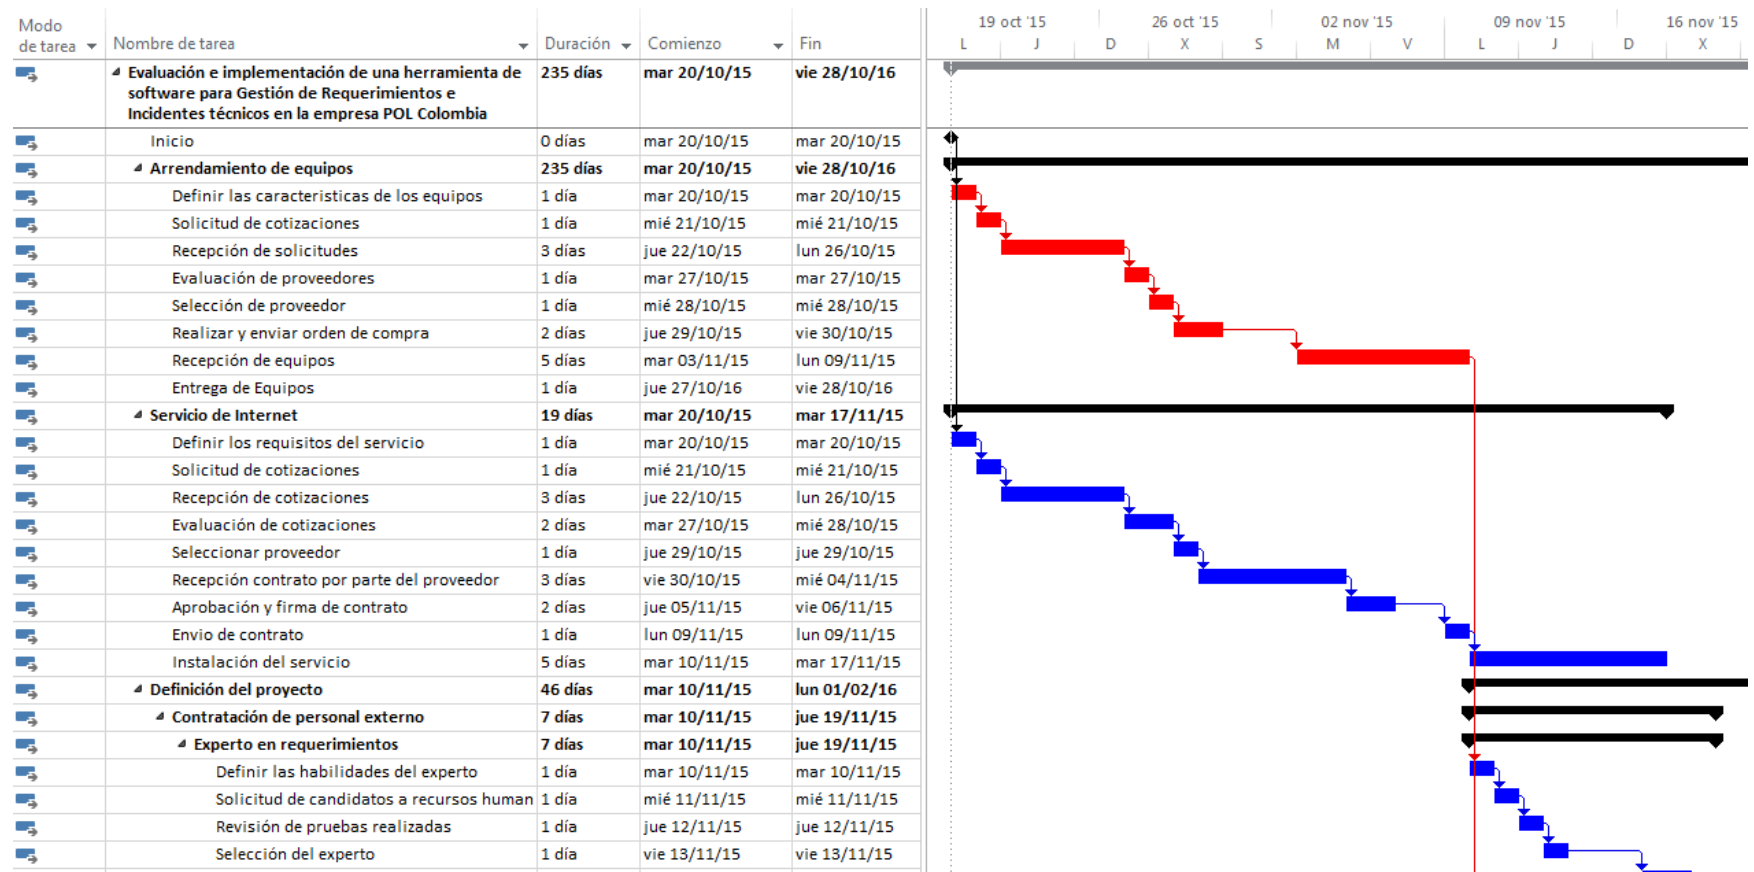 Modo de tarea Nombre de tarea Duración Comienzo Fin
19 oct '15 26 oct '15 02 nov '15 09 nov '15 16 nov '15
L J D X S M V L J D X
Evaluación e implementación de una herramienta de 235 días mar 20/10/15 vie 28/10/16
software para Gestión de Requerimientos e
Incidentes técnicos en la empresa POL Colombia
Inicio 0 días mar 20/10/15 mar 20/10/15
Arrendamiento de equipos 235 días mar 20/10/15 vie 28/10/16
Definir las caracteristicas de los equipos 1 día mar 20/10/15 mar 20/10/15
Solicitud de cotizaciones 1 día mié 21/10/15 mié 21/10/15
Recepción de solicitudes 3 días jue 22/10/15 lun 26/10/15
Evaluación de proveedores 1 día mar 27/10/15 mar 27/10/15
Selección de proveedor 1 día mié 28/10/15 mié 28/10/15
Realizar y enviar orden de compra 2 días jue 29/10/15 vie 30/10/15
Recepción de equipos 5 días mar 03/11/15 lun 09/11/15
Entrega de Equipos 1 día jue 27/10/16 vie 28/10/16
Servicio de Internet 19 días mar 20/10/15 mar 17/11/15
Definir los requisitos del servicio 1 día mar 20/10/15 mar 20/10/15
Solicitud de cotizaciones 1 día mié 21/10/15 mié 21/10/15
Recepción de cotizaciones 3 días jue 22/10/15 lun 26/10/15
Evaluación de cotizaciones 2 días mar 27/10/15 mié 28/10/15
Seleccionar proveedor 1 día jue 29/10/15 jue 29/10/15
Recepción contrato por parte del proveedor 3 días vie 30/10/15 mié 04/11/15
Aprobación y firma de contrato 2 días jue 05/11/15 vie 06/11/15
Envio de contrato 1 día lun 09/11/15 lun 09/11/15
Instalación del servicio 5 días mar 10/11/15 mar 17/11/15
Definición del proyecto 46 días mar 10/11/15 lun 01/02/16
Contratación de personal externo 7 días mar 10/11/15 jue 19/11/15
Experto en requerimientos 7 días mar 10/11/15 jue 19/11/15
Definir las habilidades del experto 1 día mar 10/11/15 mar 10/11/15
Solicitud de candidatos a recursos human 1 día mié 11/11/15 mié 11/11/15
Revisión de pruebas realizadas 1 día jue 12/11/15 jue 12/11/15
Selección del experto 1 día vie 13/11/15 vie 13/11/15